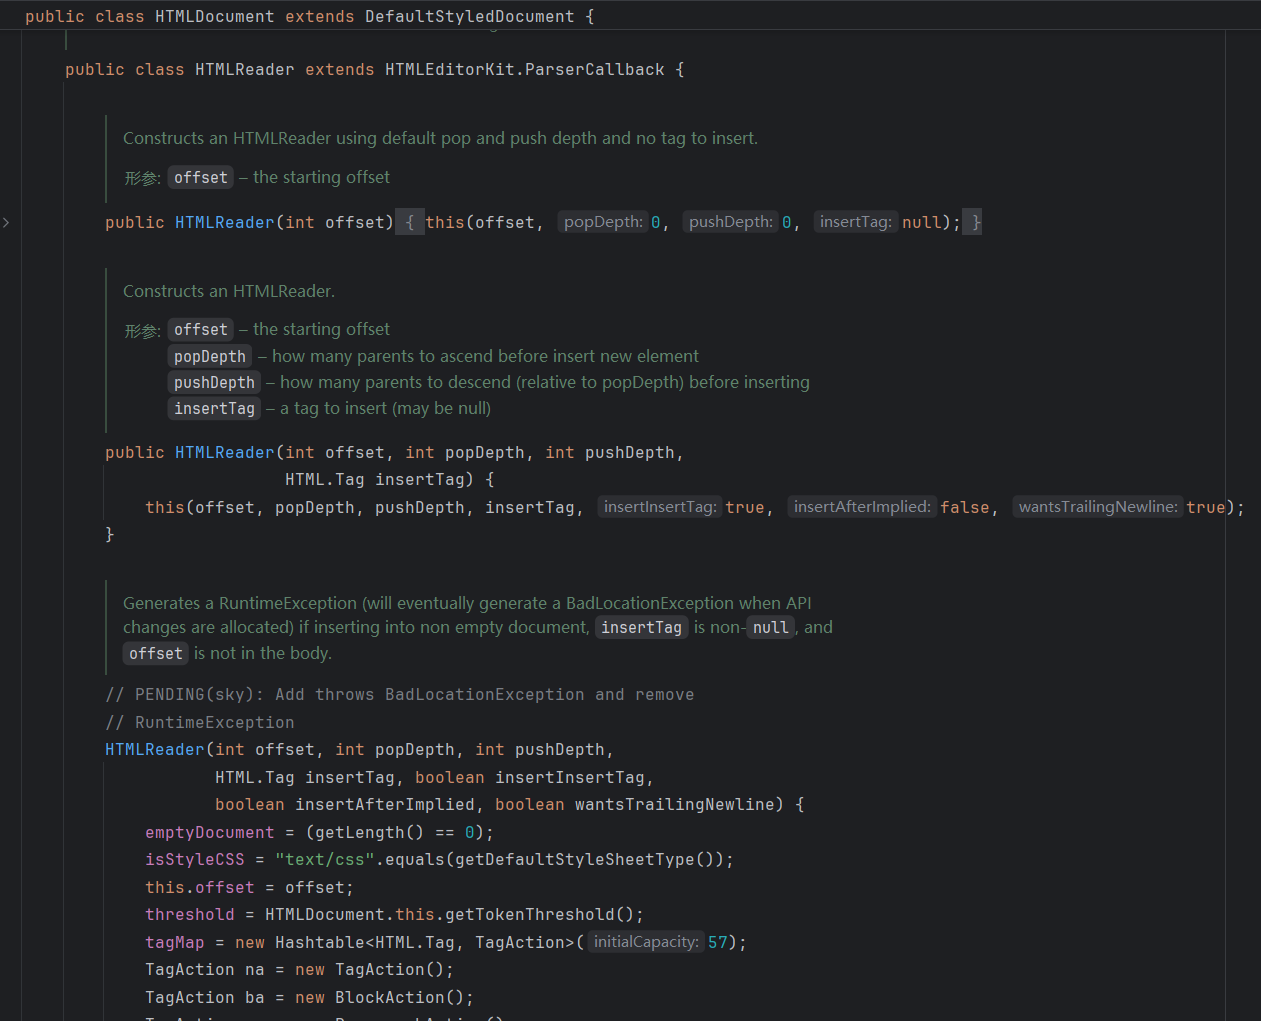 public class HTMLDocument extends DefaultStyledDocument {
public class HTMLReader extends HTMLEditorKit.ParserCallback {
Constructs an HTMLReader using default pop and push depth and no tag to insert.
形参: offset – the starting offset
public HTMLReader(int offset) { this(offset, popDepth: 0, pushDepth: 0, insertTag: null); }
Constructs an HTMLReader.
形参: offset – the starting offset
popDepth – how many parents to ascend before insert new element
pushDepth – how many parents to descend (relative to popDepth) before inserting
insertTag – a tag to insert (may be null)
public HTMLReader(int offset, int popDepth, int pushDepth,
HTML.Tag insertTag) {
this(offset, popDepth, pushDepth, insertTag, insertInsertTag: true, insertAfterImplied: false, wantsTrailingNewline: true);
}
Generates a RuntimeException (will eventually generate a BadLocationException when API
changes are allocated) if inserting into non empty document, insertTag is non-null, and
offset is not in the body.
// PENDING(sky): Add throws BadLocationException and remove
// RuntimeException
HTMLReader(int offset, int popDepth, int pushDepth,
HTML.Tag insertTag, boolean insertInsertTag,
boolean insertAfterImplied, boolean wantsTrailingNewline) {
emptyDocument = (getLength() == 0);
isStyleCSS = "text/css".equals(getDefaultStyleSheetType());
this.offset = offset;
threshold = HTMLDocument.this.getTokenThreshold();
tagMap = new Hashtable<HTML.Tag, TagAction>( initialCapacity: 57);
TagAction na = new TagAction();
TagAction ba = new BlockAction();